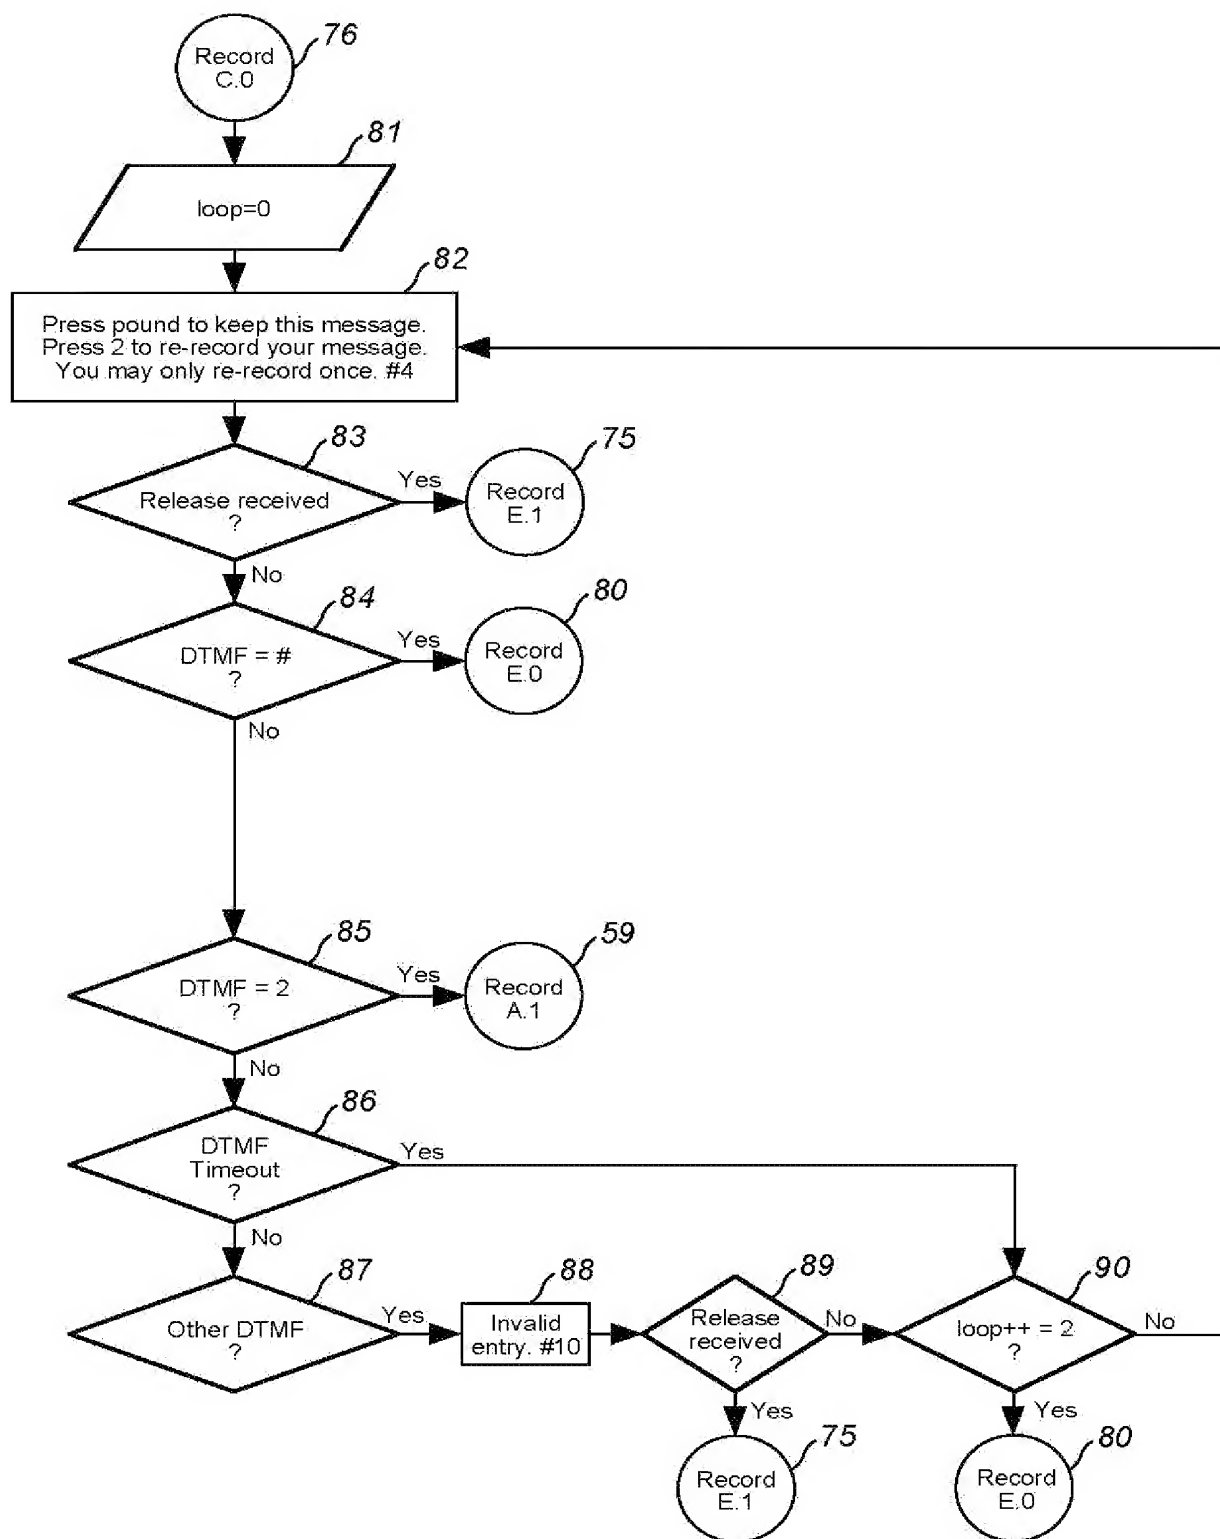 76
Record
C.0
81
loop=0
82
Press pound to keep this message.
Press 2 to re-record your message.
You may only re-record once. #4
83
Release received
?
Yes
75
Record
E.1
No
84
DTMF = #
?
Yes
80
Record
E.0
No
85
DTMF = 2
?
Yes
59
Record
A.1
No
86
DTMF
Timeout
?
Yes
No
87
Other DTMF
?
Yes
88
Invalid
entry. #10
89
Release
received
?
No
90
loop++ = 2
?
No
Yes
75
Record
E.1
Yes
80
Record
E.0